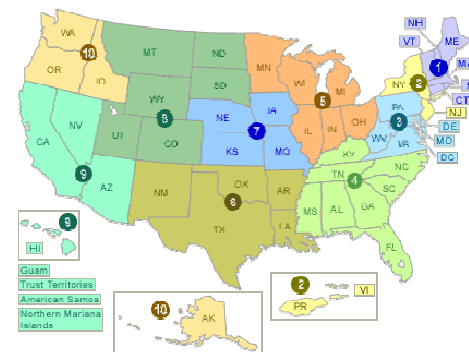 NH
WA
10
VT
ME
MT
ND
MN
1
OR
ID
WI
MI
NY
2
MA
SD
WY
CT
5
PA
NJ
8
NE
IA
3
DE
NV
IL
IN
OH
UT
CO
7
WV
MD
CA
KS
MO
VA
DC
KY
9
TN
4
NC
AZ
NM
OK
AR
SC
6
MS
AL
GA
TX
LA
9
FL
HI
Guam
Trust Territories
American Samoa
Northern Mariana
Islands
10
AK
2
VI
PR